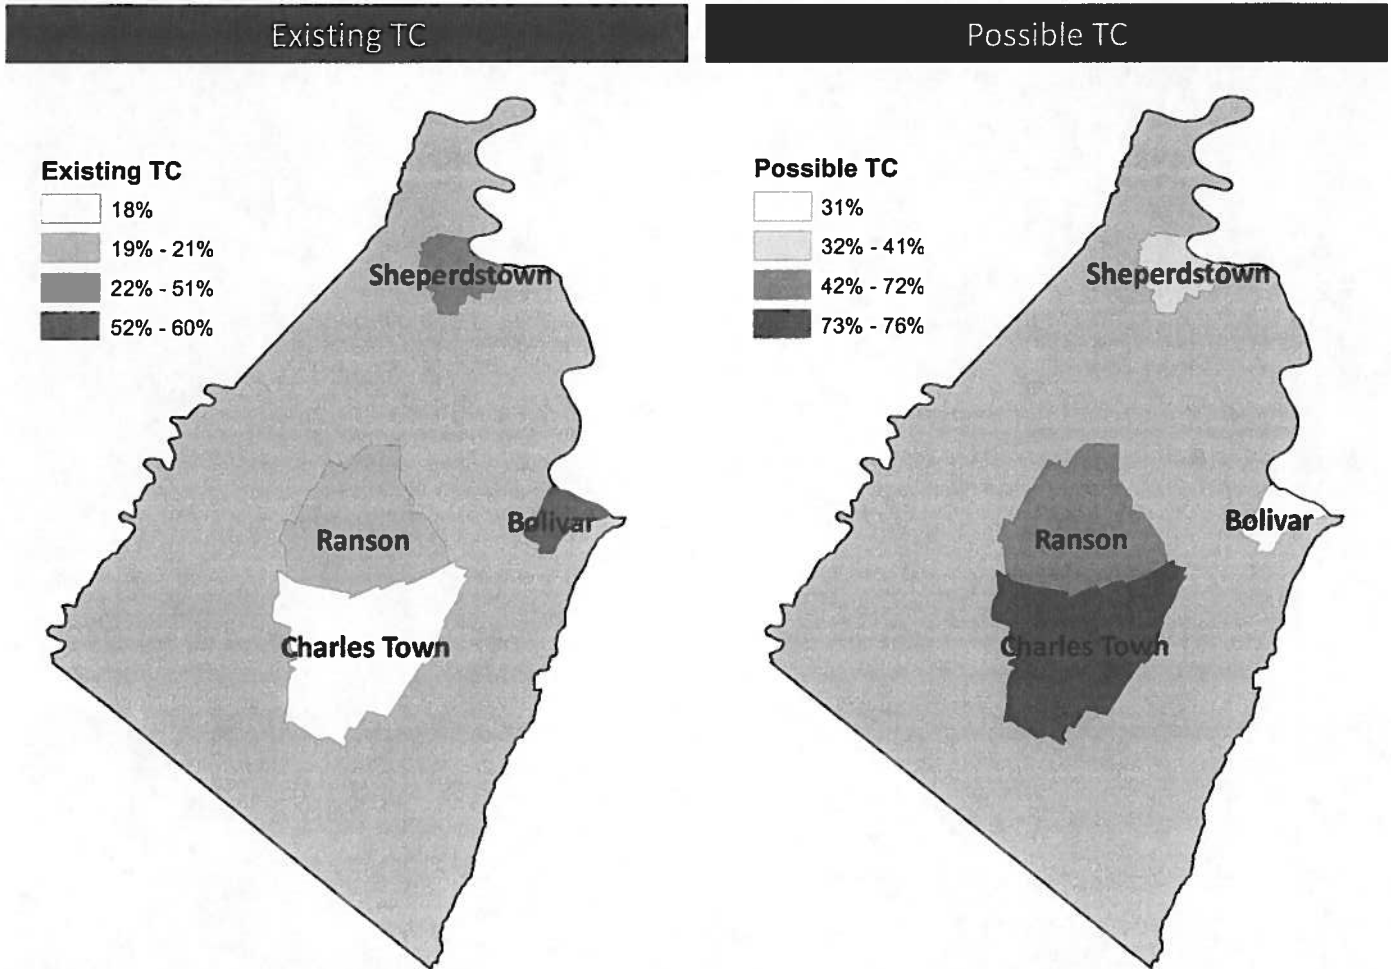 Existing TC
Existing TC
18%
19% - 21%
22% - 51%
52% - 60%
Sheperdstown
Bolivar
Ranson
Charles Town
Possible TC
Possible TC
31%
32% - 41%
42% - 72%
73% - 76%
Sheperdstown
Bolivar
Ranson
Charles Town